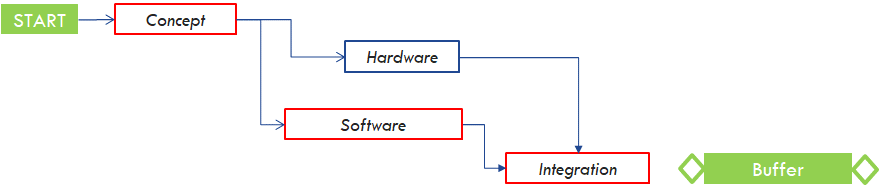 START
Concept
Hardware
Software
Integration
Buffer